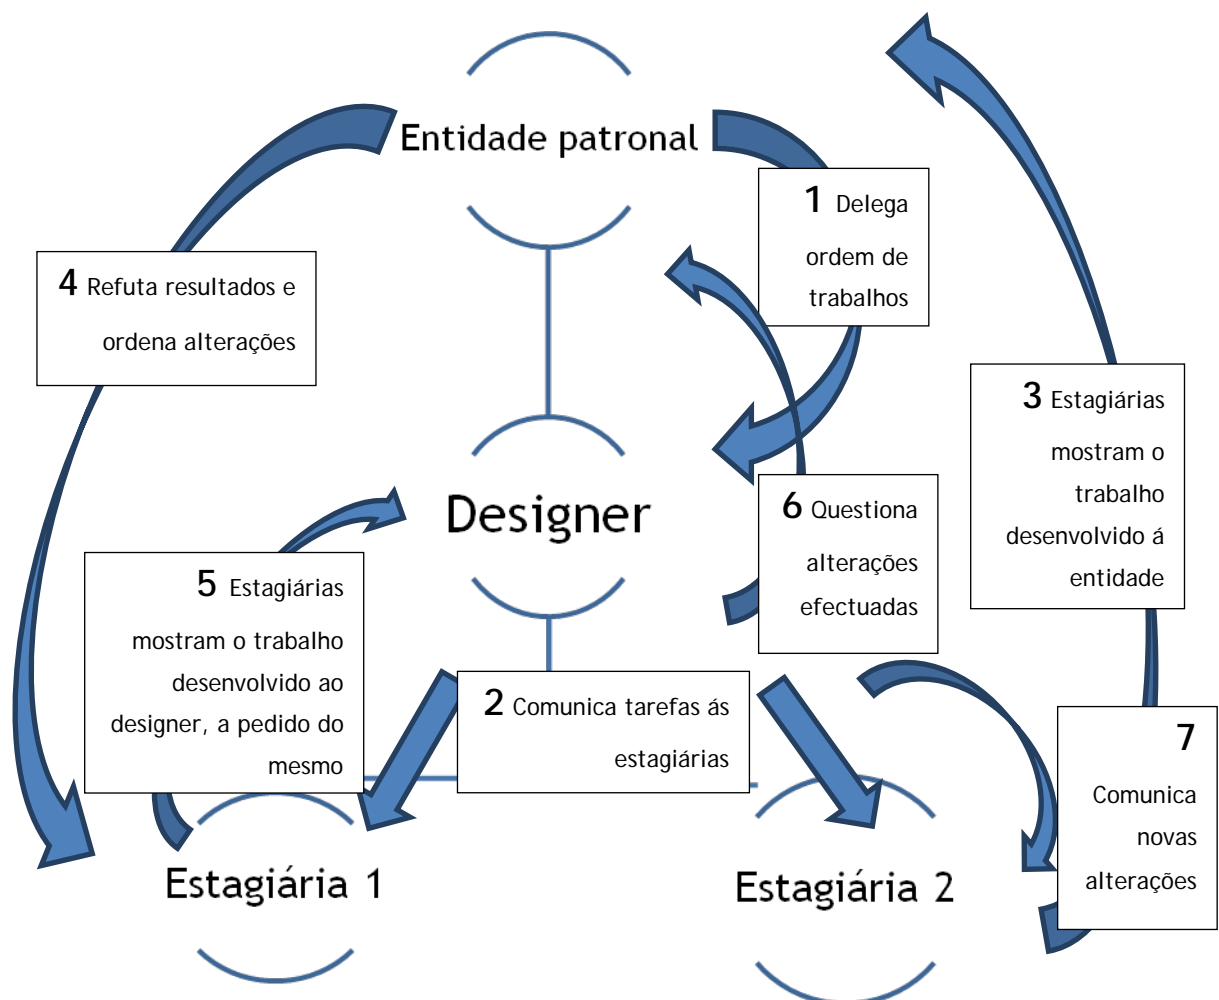 Entidade patronal
1 Delega
ordem de
trabalhos
4 Refuta resultados e
ordena alterações
3 Estagiárias
mostram o
trabalho
desenvolvido á
entidade
Designer
6 Questiona
alterações
efectuadas
5 Estagiárias
mostram o trabalho
desenvolvido ao
designer, a pedido do
mesmo
2 Comunica tarefas ás
estagiárias
7
Comunica
novas
alterações
Estagiária 1
Estagiária 2